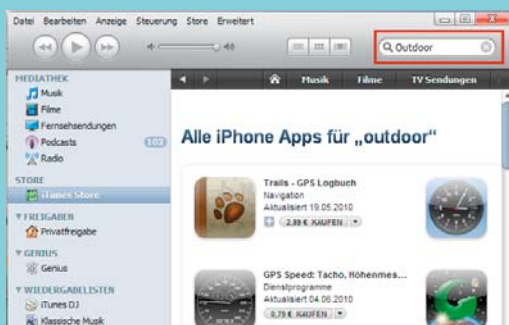 Datei Bearbeiten Anzeige Steuerung Store Erweitert
Outdoor
MEDIATHEK
Musik
Filme
Fernsehsendungen
Podcasts 102
Radio
STORE
iTunes Store
FREIGABEN
Privatfreigabe
GENIUS
Genius
WIEDERGABELISTEN
iTunes DJ
Klassische Musik
Musik Filme TV Sendungen
Alle iPhone Apps für „outdoor“
Trails - GPS Logbuch
Navigation
Aktualisiert 19.05.2010
2,99 € KAUFEN
GPS Speed: Tacho, Höhenmes...
Dienstprogramme
Aktualisiert 04.06.2010
0,79 € KAUFEN